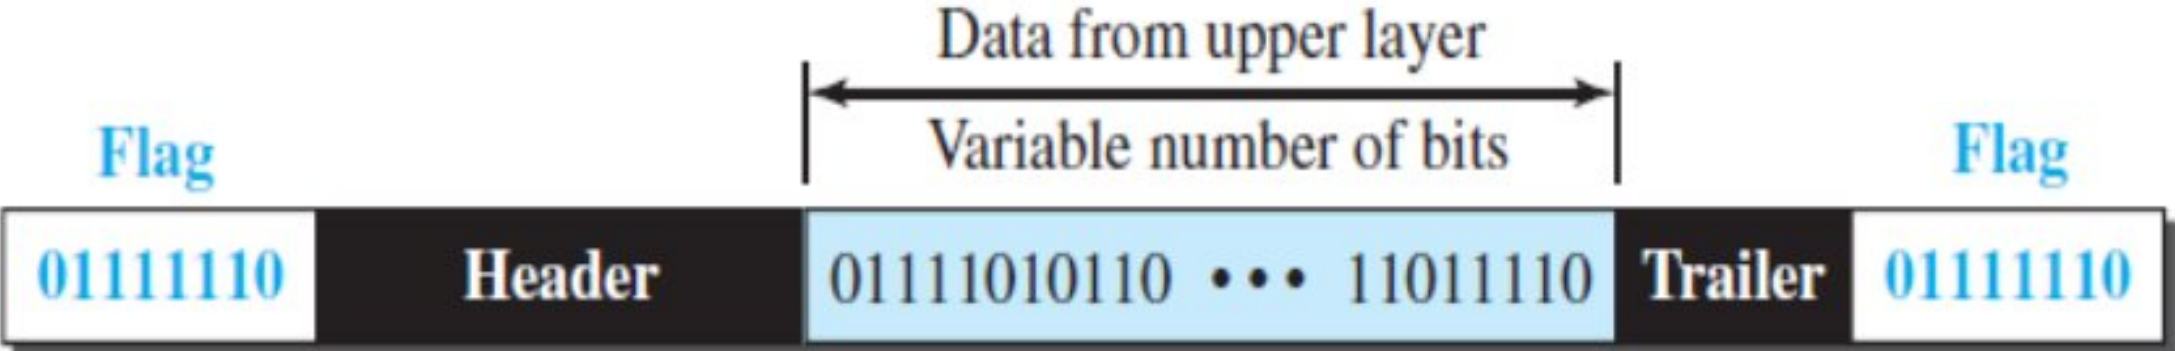 Data from upper layer
Variable number of bits
Flag
Flag
01111110 Header 01111010110 ••• 11011110 Trailer 01111110